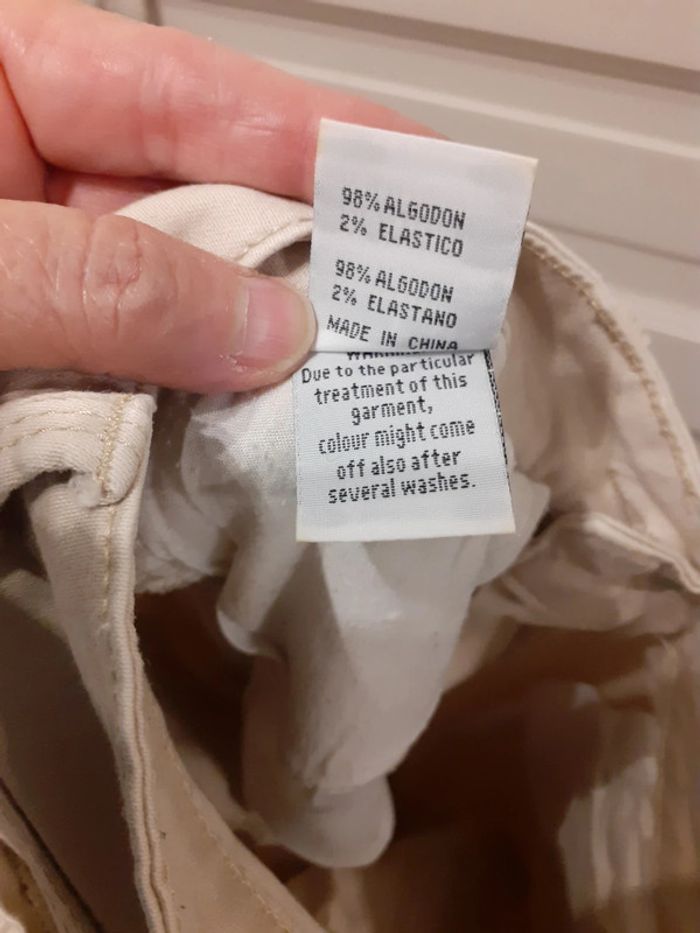 98% ALGODON
2% ELASTICO
98% ALGODON
2% ELASTANO
MADE IN CHINA
Due to the particular
treatment of this
garment,
colour might come
off also after
several washes.